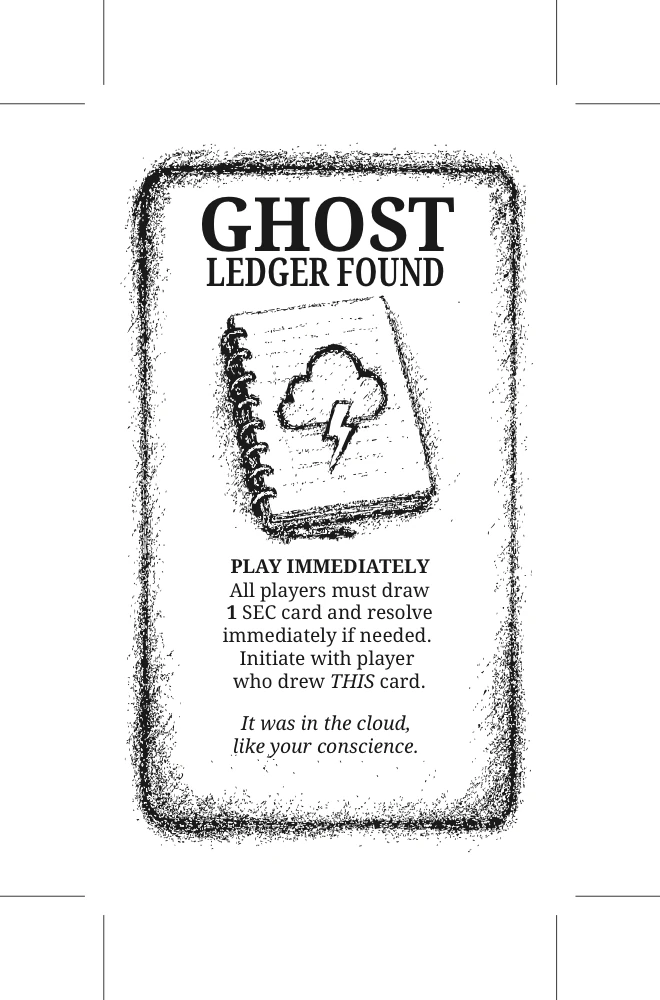 GHOST
LEDGER FOUND
PLAY IMMEDIATELY
All players must draw
1 SEC card and resolve
immediately if needed.
Initiate with player
who drew THIS card.
It was in the cloud,
like your conscience.